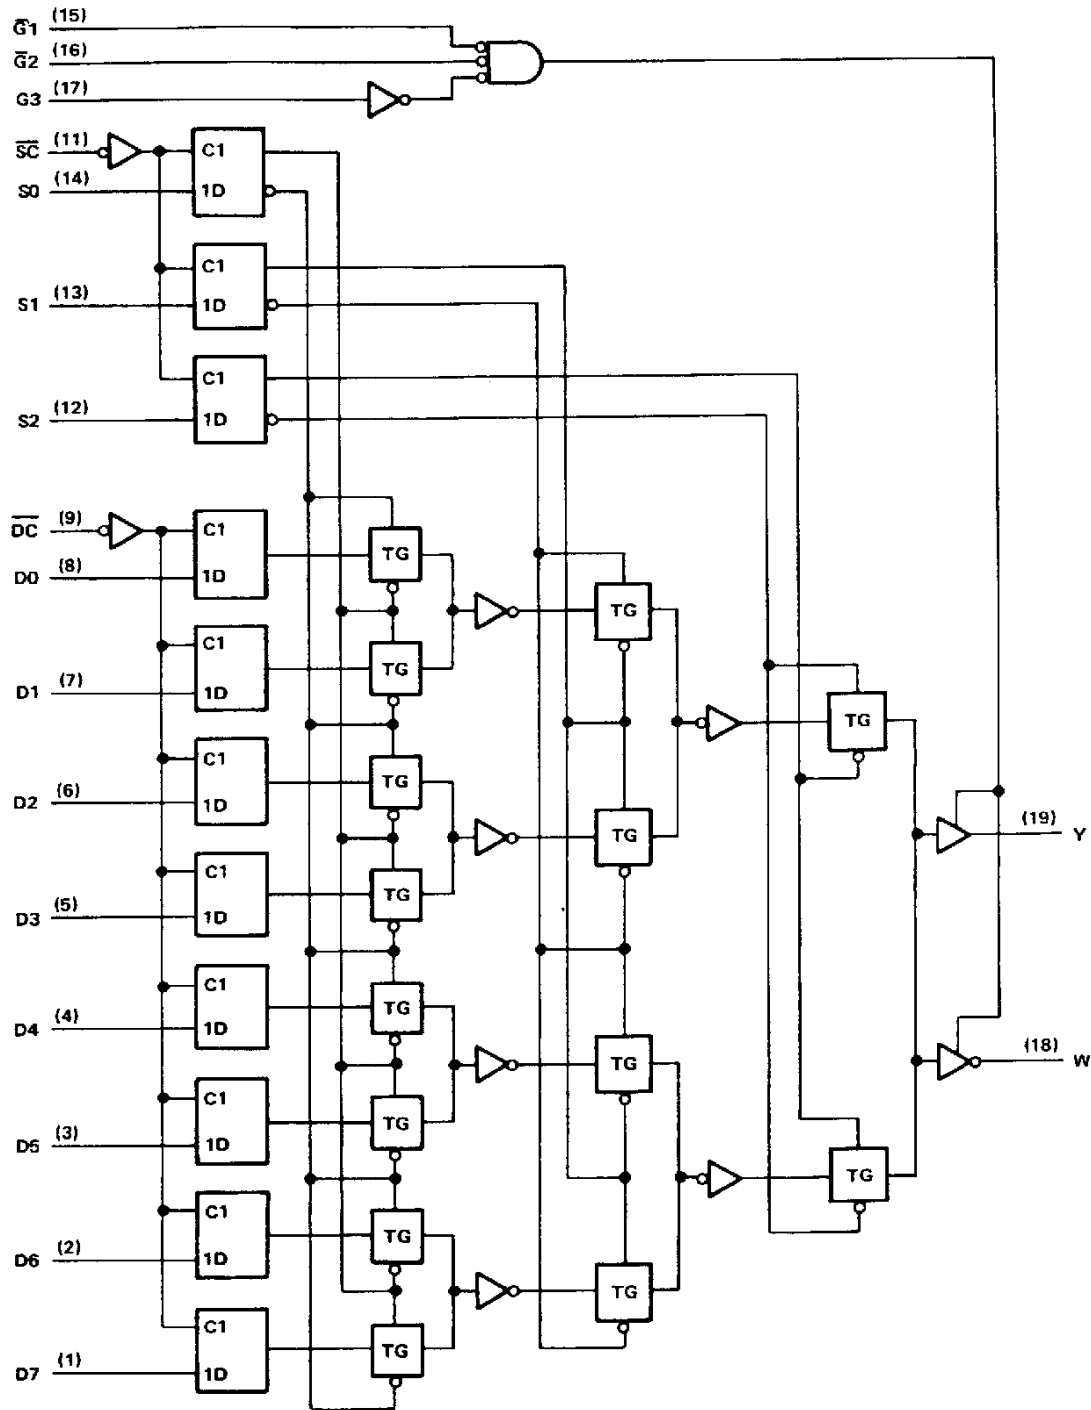 G̅1 (15)
G̅2 (16)
G3 (17)
S̅C̅ (11) C1
S0 (14) 1D
C1
S1 (13) 1D
C1
S2 (12) 1D
D̅C̅ (9) C1 TG
D0 (8) 1D
TG
C1 TG
D1 (7) 1D
TG
C1 TG
D2 (6) 1D
TG
(19) Y
C1 TG
D3 (5) 1D
C1 TG
D4 (4) 1D
TG
(18) W
C1 TG
D5 (3) 1D
TG
C1 TG
D6 (2) 1D
TG
C1 TG
D7 (1) 1D